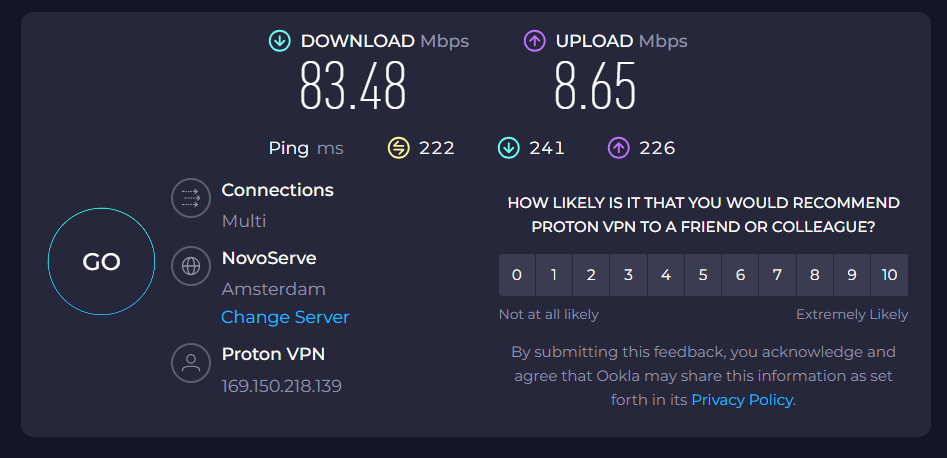 DOWNLOAD Mbps
83.48
UPLOAD Mbps
8.65
Ping ms 222 241 226
GO
Connections
Multi
NovoServe
Amsterdam
Change Server
Proton VPN
169.150.218.139
HOW LIKELY IS IT THAT YOU WOULD RECOMMEND
PROTON VPN TO A FRIEND OR COLLEAGUE?
0 1 2 3 4 5 6 7 8 9 10
Not at all likely Extremely Likely
By submitting this feedback, you acknowledge and
agree that Ookla may share this information as set
forth in its Privacy Policy.